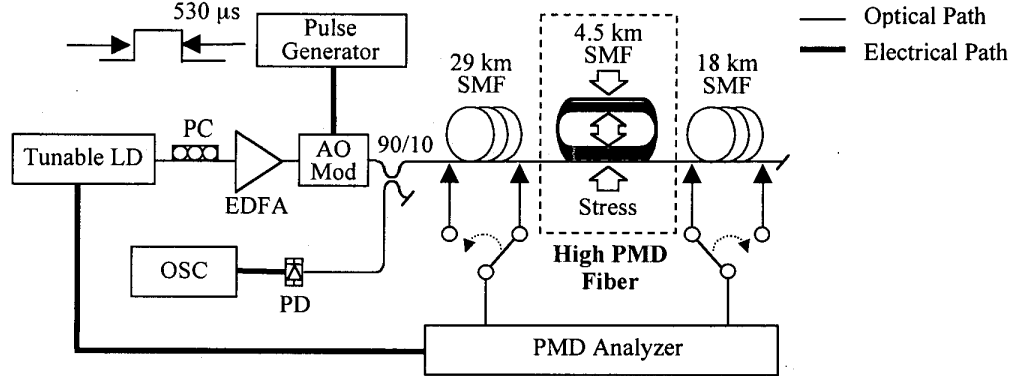 530 µs
Pulse
Generator
Optical Path
Electrical Path
29 km
SMF
4.5 km
SMF
18 km
SMF
Tunable LD
PC
EDFA
AO
Mod
90/10
Stress
High PMD
Fiber
OSC
PD
PMD Analyzer